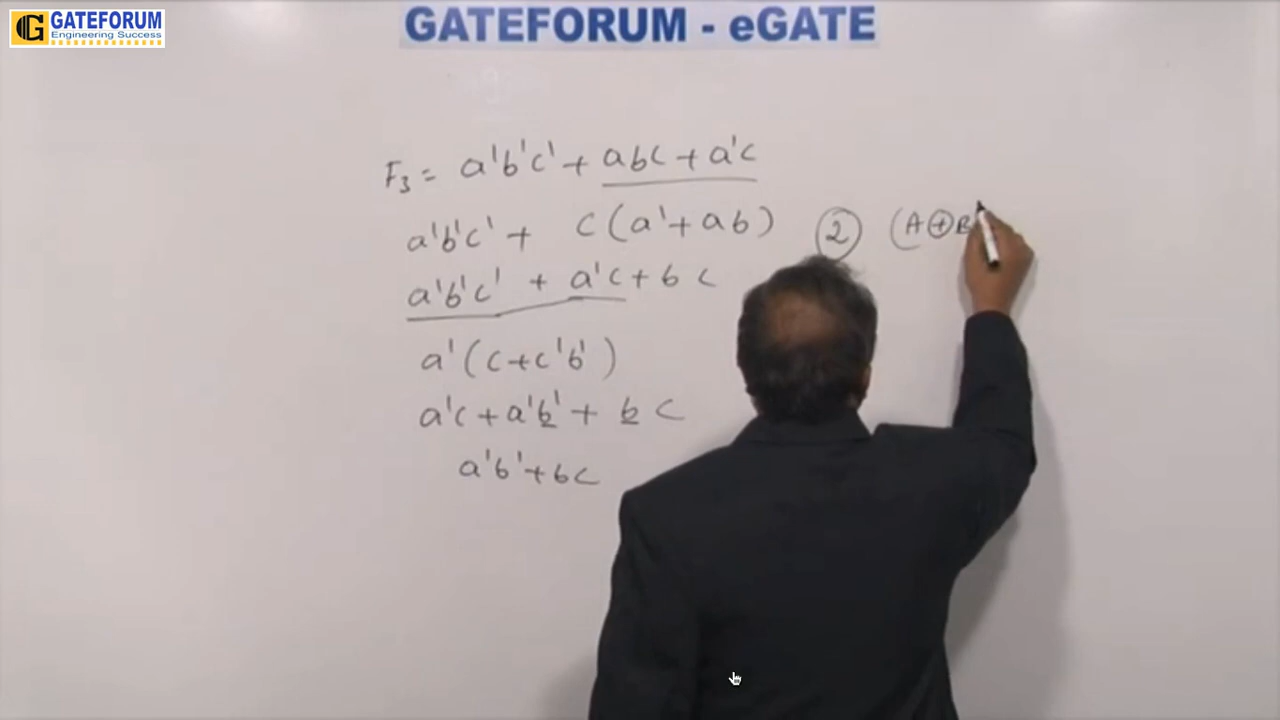 GATEFORUM
Engineering Success
GATEFORUM - eGATE
F₃ = a'b'c' + abc + a'c
a'b'c' + c(a'+ab)
a'b'c' + a'c + bc
a'(c+c'b')
a'c + a'b' + bc
a'b' + bc
② (A⊕B